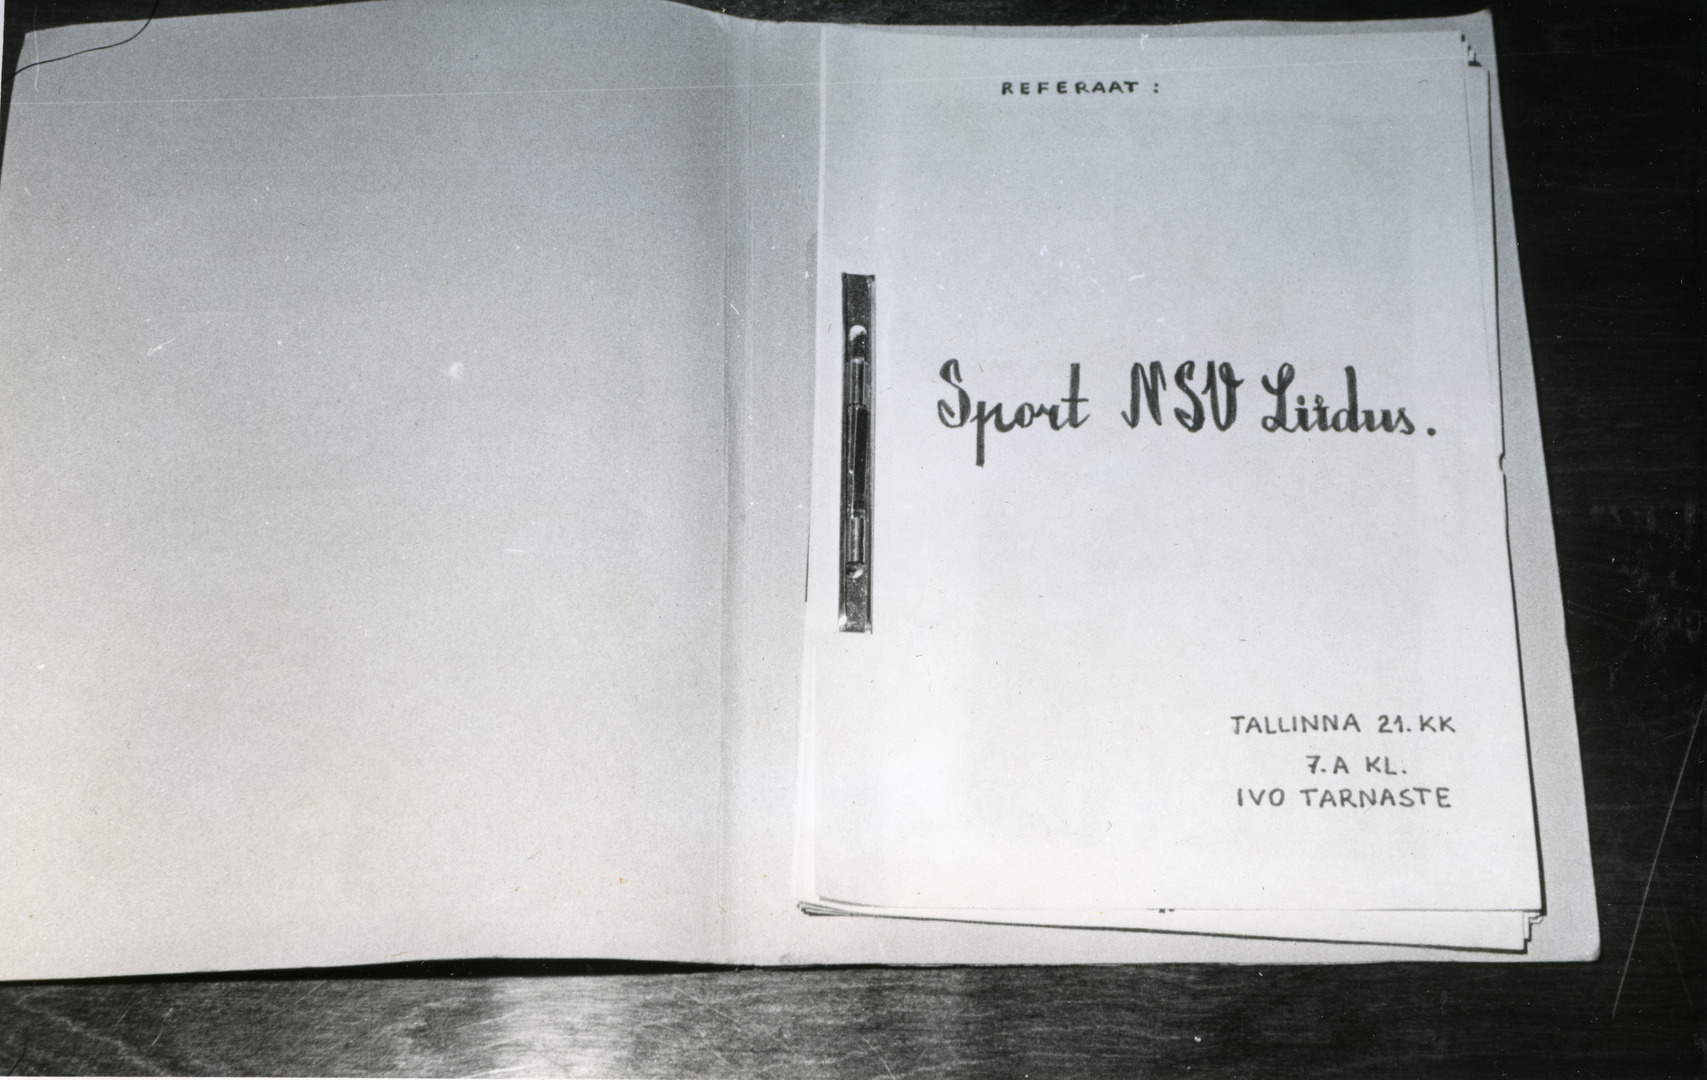 REFERAAT :
Sport NSV Liidus.
TALLINNA 21. KK
7. A KL.
IVO TARNASTE